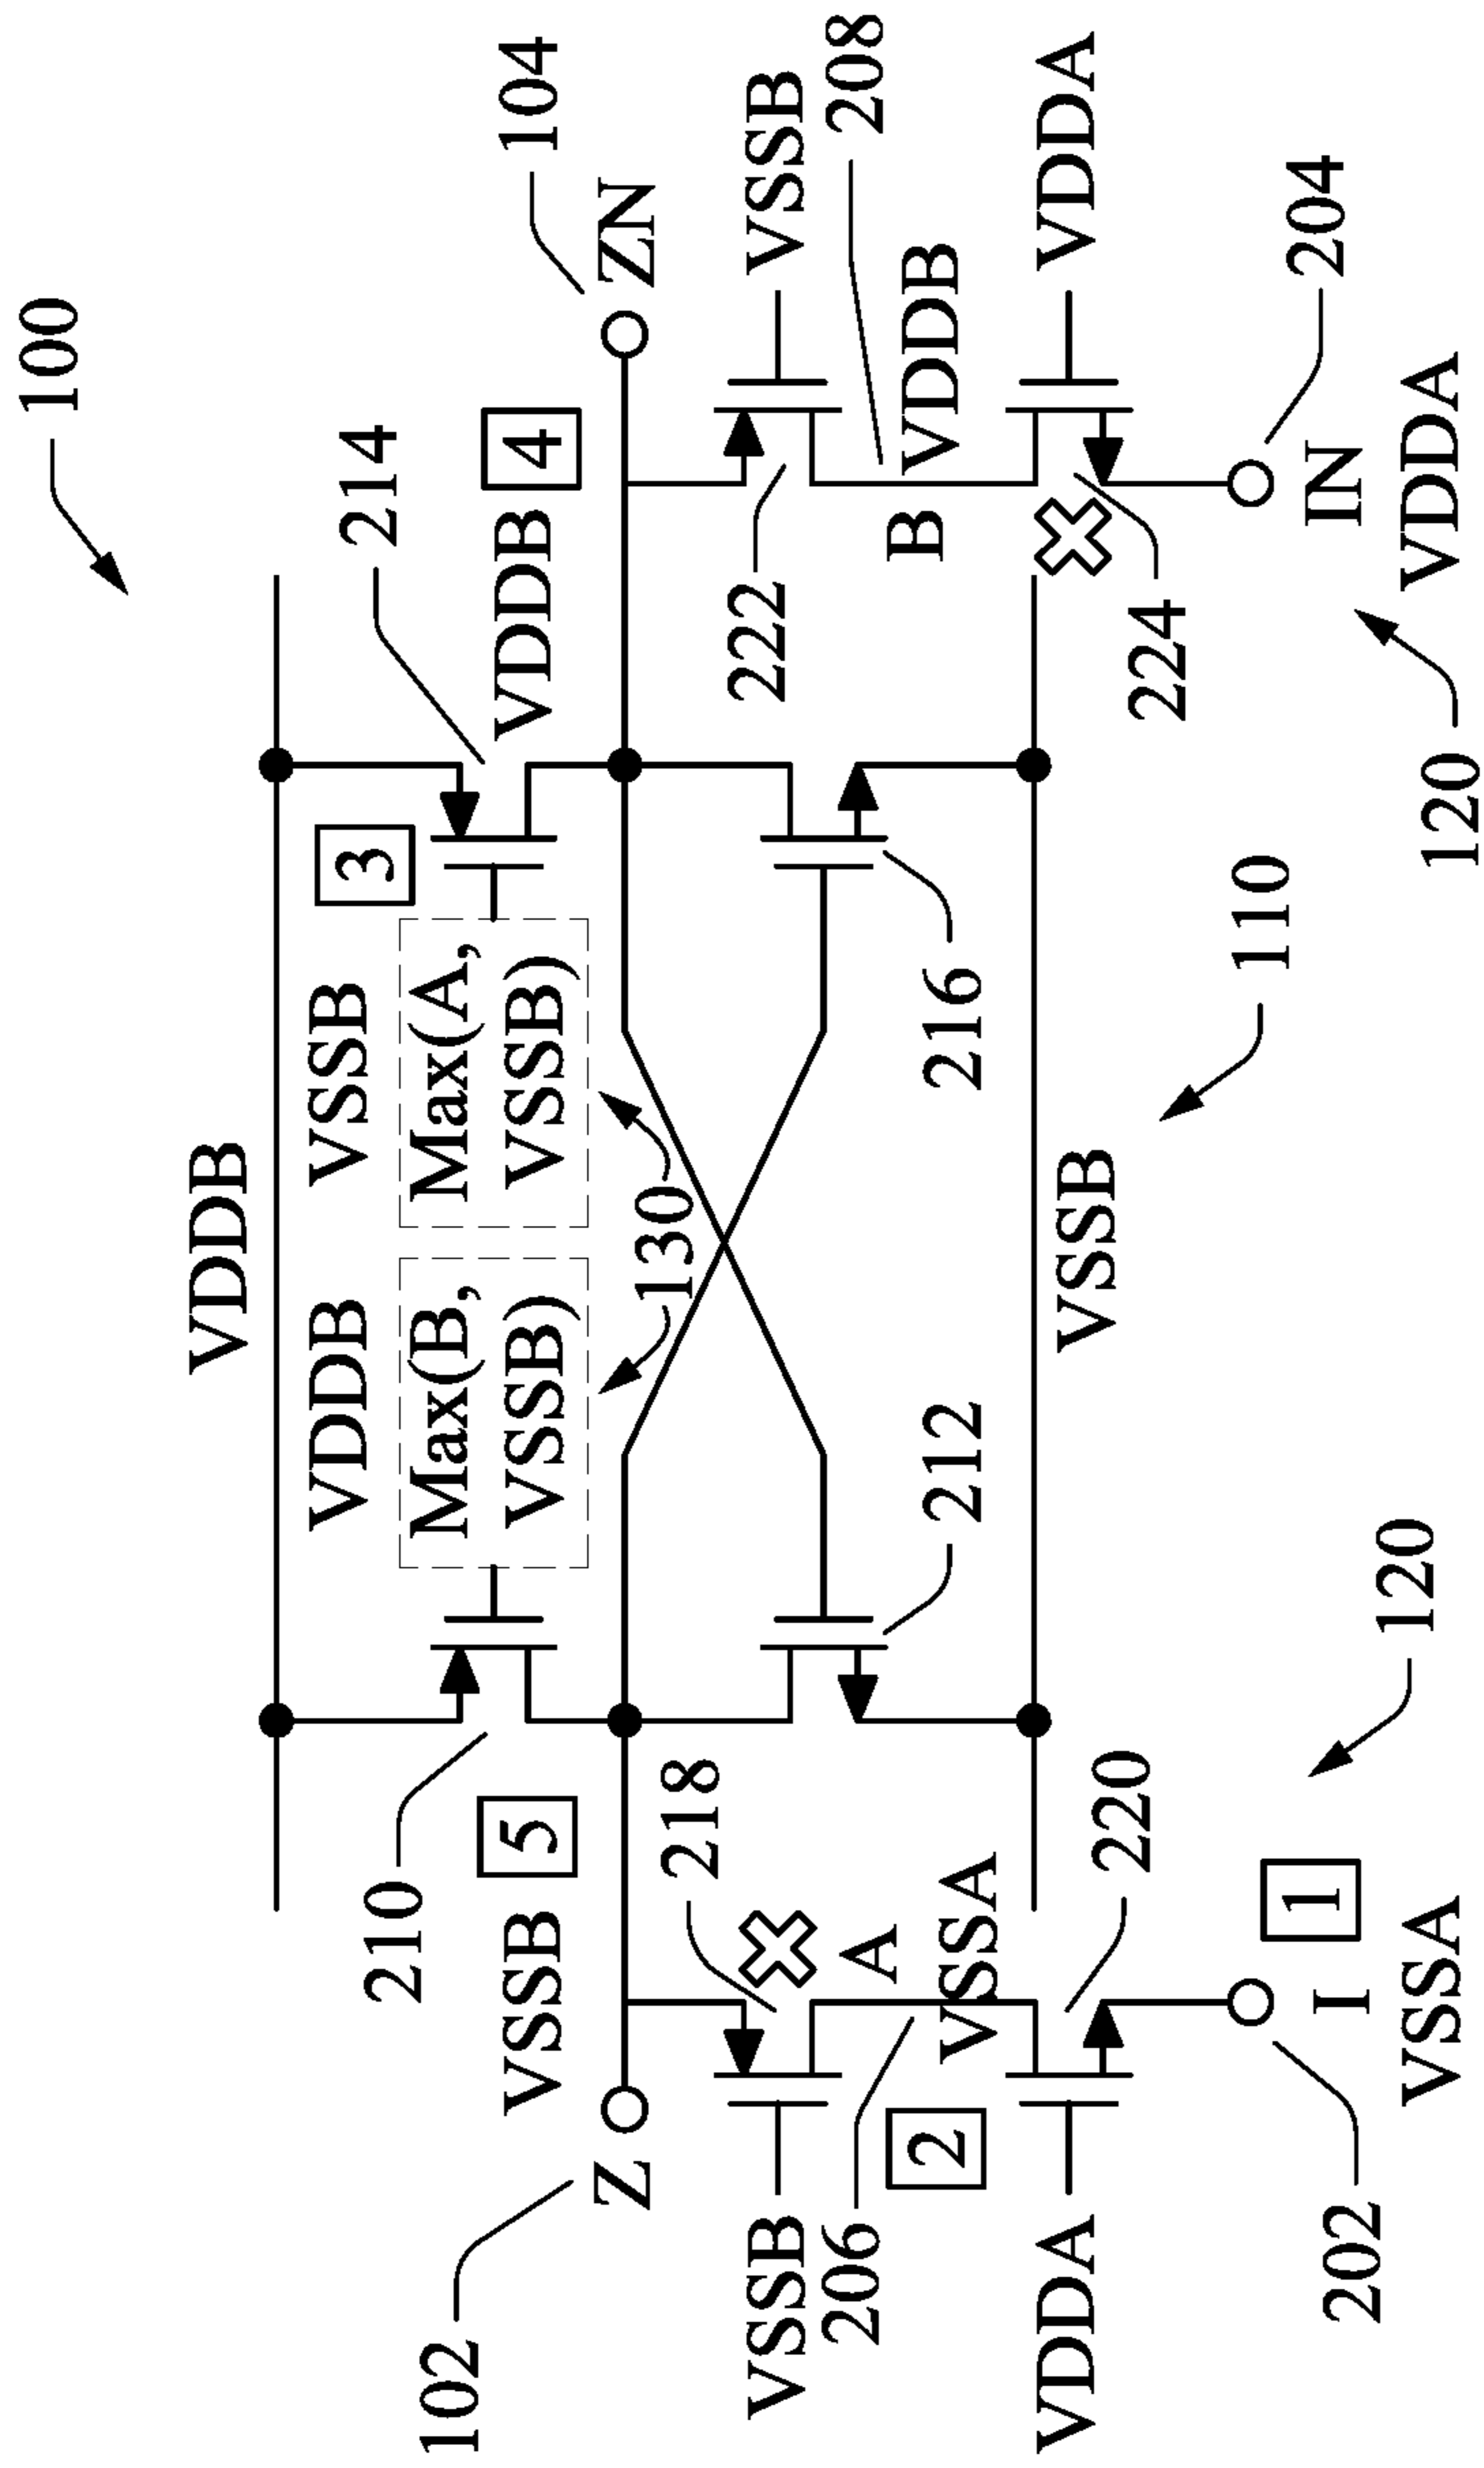 100
VDDB
214
104
210
VDDB
VSSB
3
Max(B,
VSSB)
Max(A,
VSSB)
5
VSSB
VDDB
4
130
102
Z
ZN
218
222
VSSB
VSSB
206
208
A
B
2
VSSA
VDDB
212
216
VDDA
220
VSSB
224
VDDA
110
202
I
1
VSSA
120
IN
204
VDDA
120